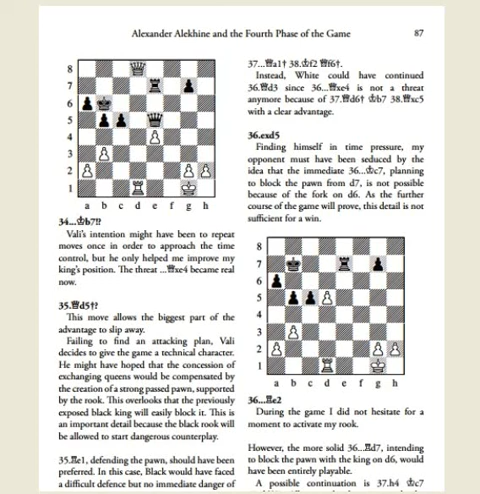 Alexander Alekhine and the Fourth Phase of the Game 87
8
7
6
5
4
3
2
1
a b c d e f g h
34...♔b7!?
Vali's intention might have been to repeat
moves once in order to approach the time
control, but he only helped me improve my
king's position. The threat ...♕xe4 became real
now.
35.♕d5†?
This move allows the biggest part of the
advantage to slip away.
Failing to find an attacking plan, Vali
decides to give the game a technical character.
He might have hoped that the concession of
exchanging queens would be compensated by
the creation of a strong passed pawn, supported
by the rook. This overlooks that the previously
exposed black king will easily block it. This is
an important detail because the black rook will
be allowed to start dangerous counterplay.
35.♖e1, defending the pawn, should have been
preferred. In this case, Black would have faced
a difficult defence but no immediate danger of
37...♕a1† 38.♔f2 ♕f6†.
Instead, White could have continued
36.♕d3 since 36...♕xe4 is not a threat
anymore because of 37.♕d6† ♔b7 38.♕xc5
with a clear advantage.
36.exd5
Finding himself in time pressure, my
opponent must have been seduced by the
idea that the immediate 36...♔c7, planning
to block the pawn from d7, is not possible
because of the fork on d6. As the further
course of the game will prove, this detail is not
sufficient for a win.
8
7
6
5
4
3
2
1
a b c d e f g h
36...♖e2
During the game I did not hesitate for a
moment to activate my rook.
However, the more solid 36...♖d7, intending
to block the pawn with the king on d6, would
have been entirely playable.
A possible continuation is 37.h4 ♔c7